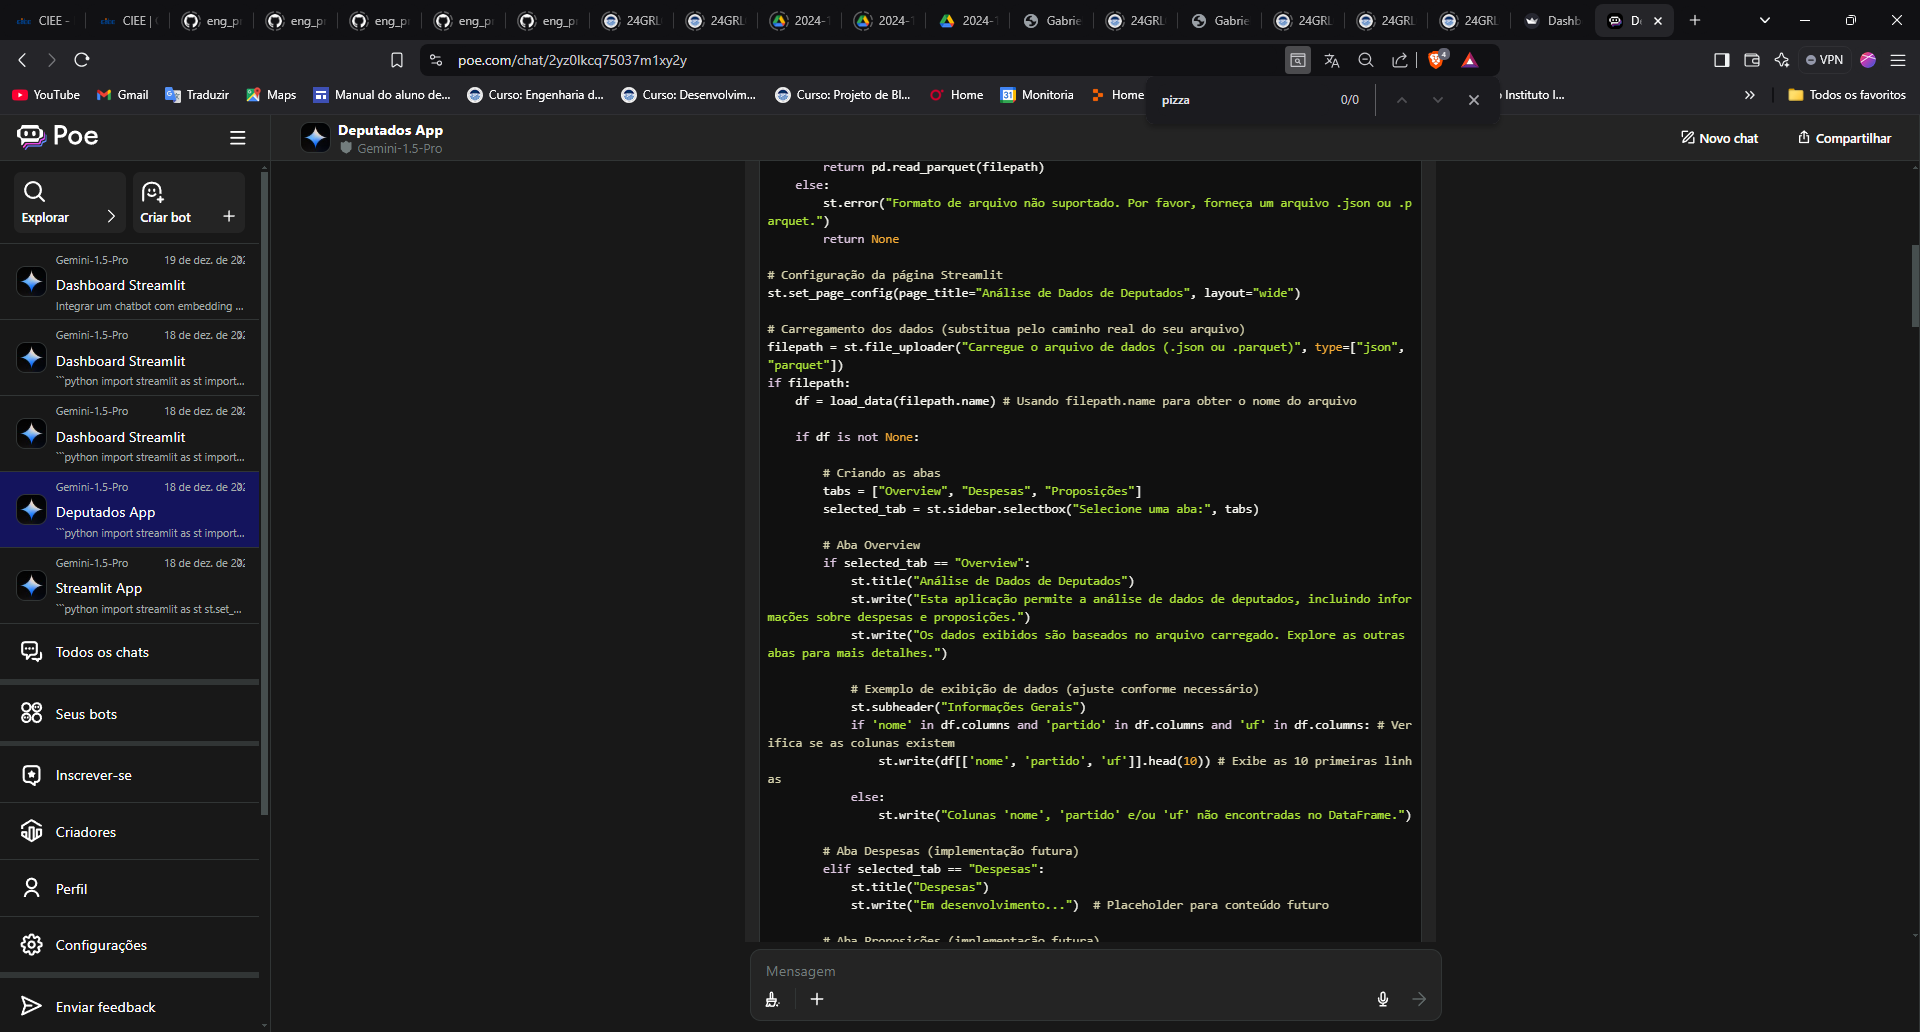 CIEE -
CIEE |
eng_p
eng_p
eng_p
eng_p
eng_p
24GRL
24GRL
2024-1
2024-1
2024-1
Gabrie
24GRL
Gabrie
24GRL
24GRL
24GRL
Dashb
D
poe.com/chat/2yz0lkcq75037m1xy2y
4
VPN
YouTube
Gmail
Traduzir
Maps
Manual do aluno de...
Curso: Engenharia d...
Curso: Desenvolvim...
Curso: Projeto de Bl...
Home
31 Monitoria
Home
pizza
0/0
Instituto I...
Todos os favoritos
Poe
Deputados App
Gemini-1.5-Pro
Novo chat
Compartilhar
Explorar
Criar bot
Gemini-1.5-Pro 19 de dez. de 202
Dashboard Streamlit
Integrar um chatbot com embedding ...
Gemini-1.5-Pro 18 de dez. de 202
Dashboard Streamlit
```python import streamlit as st import...
Gemini-1.5-Pro 18 de dez. de 202
Dashboard Streamlit
```python import streamlit as st import...
Gemini-1.5-Pro 18 de dez. de 202
Deputados App
```python import streamlit as st import...
Gemini-1.5-Pro 18 de dez. de 202
Streamlit App
```python import streamlit as st st.set_...
Todos os chats
Seus bots
Inscrever-se
Criadores
Perfil
Configurações
Enviar feedback
return pd.read_parquet(filepath)
else:
st.error("Formato de arquivo não suportado. Por favor, forneça um arquivo .json ou .p
arquet.")
return None
# Configuração da página Streamlit
st.set_page_config(page_title="Análise de Dados de Deputados", layout="wide")
# Carregamento dos dados (substitua pelo caminho real do seu arquivo)
filepath = st.file_uploader("Carregue o arquivo de dados (.json ou .parquet)", type=["json",
"parquet"])
if filepath:
df = load_data(filepath.name) # Usando filepath.name para obter o nome do arquivo
if df is not None:
# Criando as abas
tabs = ["Overview", "Despesas", "Proposições"]
selected_tab = st.sidebar.selectbox("Selecione uma aba:", tabs)
# Aba Overview
if selected_tab == "Overview":
st.title("Análise de Dados de Deputados")
st.write("Esta aplicação permite a análise de dados de deputados, incluindo infor
mações sobre despesas e proposições.")
st.write("Os dados exibidos são baseados no arquivo carregado. Explore as outras
abas para mais detalhes.")
# Exemplo de exibição de dados (ajuste conforme necessário)
st.subheader("Informações Gerais")
if 'nome' in df.columns and 'partido' in df.columns and 'uf' in df.columns: # Ver
ifica se as colunas existem
st.write(df[['nome', 'partido', 'uf']].head(10)) # Exibe as 10 primeiras linh
as
else:
st.write("Colunas 'nome', 'partido' e/ou 'uf' não encontradas no DataFrame.")
# Aba Despesas (implementação futura)
elif selected_tab == "Despesas":
st.title("Despesas")
st.write("Em desenvolvimento...") # Placeholder para conteúdo futuro
# Aba Proposições (implementação futura)
Mensagem